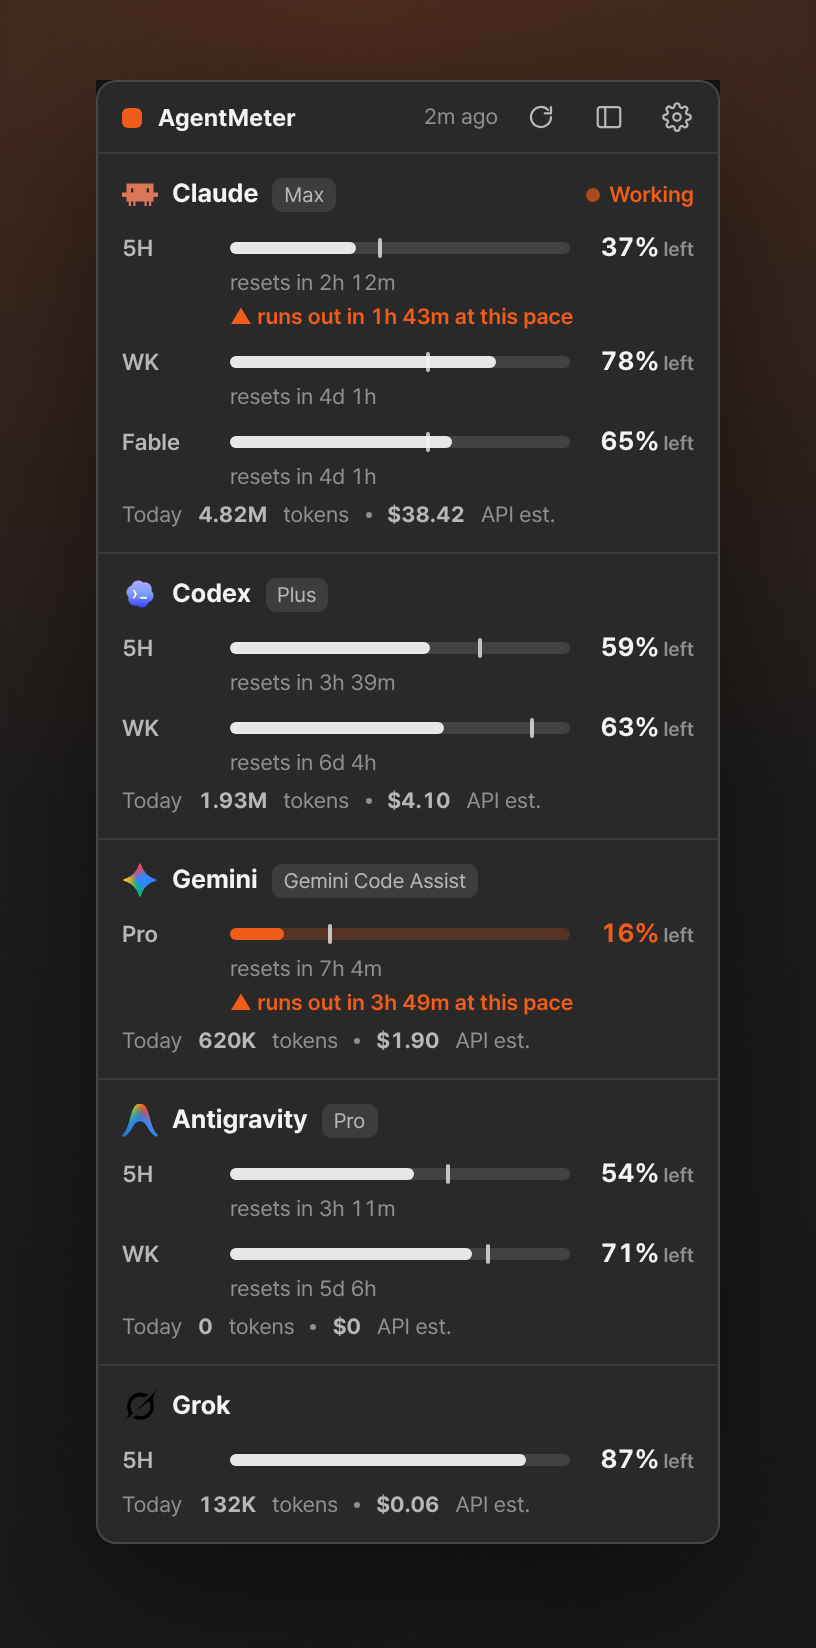 AgentMeter 2m ago
Claude Max Working
5H 37% left
resets in 2h 12m
runs out in 1h 43m at this pace
WK 78% left
resets in 4d 1h
Fable 65% left
resets in 4d 1h
Today 4.82M tokens • $38.42 API est.
Codex Plus
5H 59% left
resets in 3h 39m
WK 63% left
resets in 6d 4h
Today 1.93M tokens • $4.10 API est.
Gemini Gemini Code Assist
Pro 16% left
resets in 7h 4m
runs out in 3h 49m at this pace
Today 620K tokens • $1.90 API est.
Antigravity Pro
5H 54% left
resets in 3h 11m
WK 71% left
resets in 5d 6h
Today 0 tokens • $0 API est.
Grok
5H 87% left
Today 132K tokens • $0.06 API est.